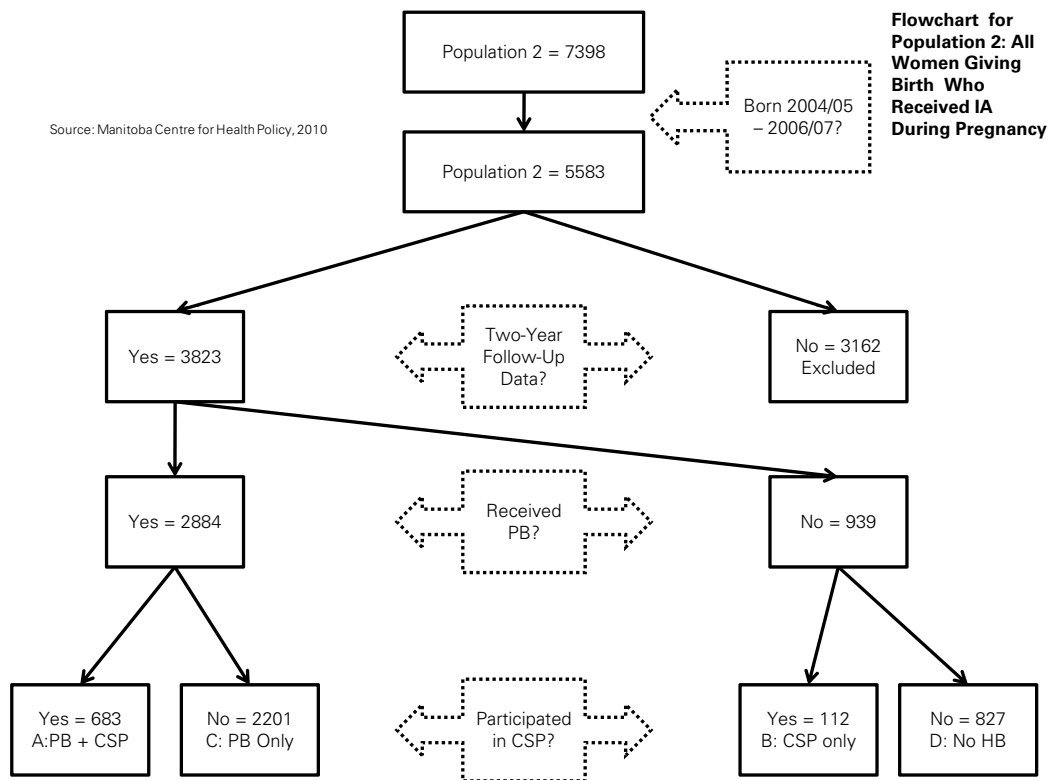 Flowchart for
Population 2: All
Women Giving
Birth Who
Received IA
During Pregnancy
Population 2 = 7398
Born 2004/05
– 2006/07?
Source: Manitoba Centre for Health Policy, 2010
Population 2 = 5583
Yes = 3823
Two-Year
Follow-Up
Data?
No = 3162
Excluded
Yes = 2884
Received
PB?
No = 939
Yes = 683
A:PB + CSP
No = 2201
C: PB Only
Participated
in CSP?
Yes = 112
B: CSP only
No = 827
D: No HB